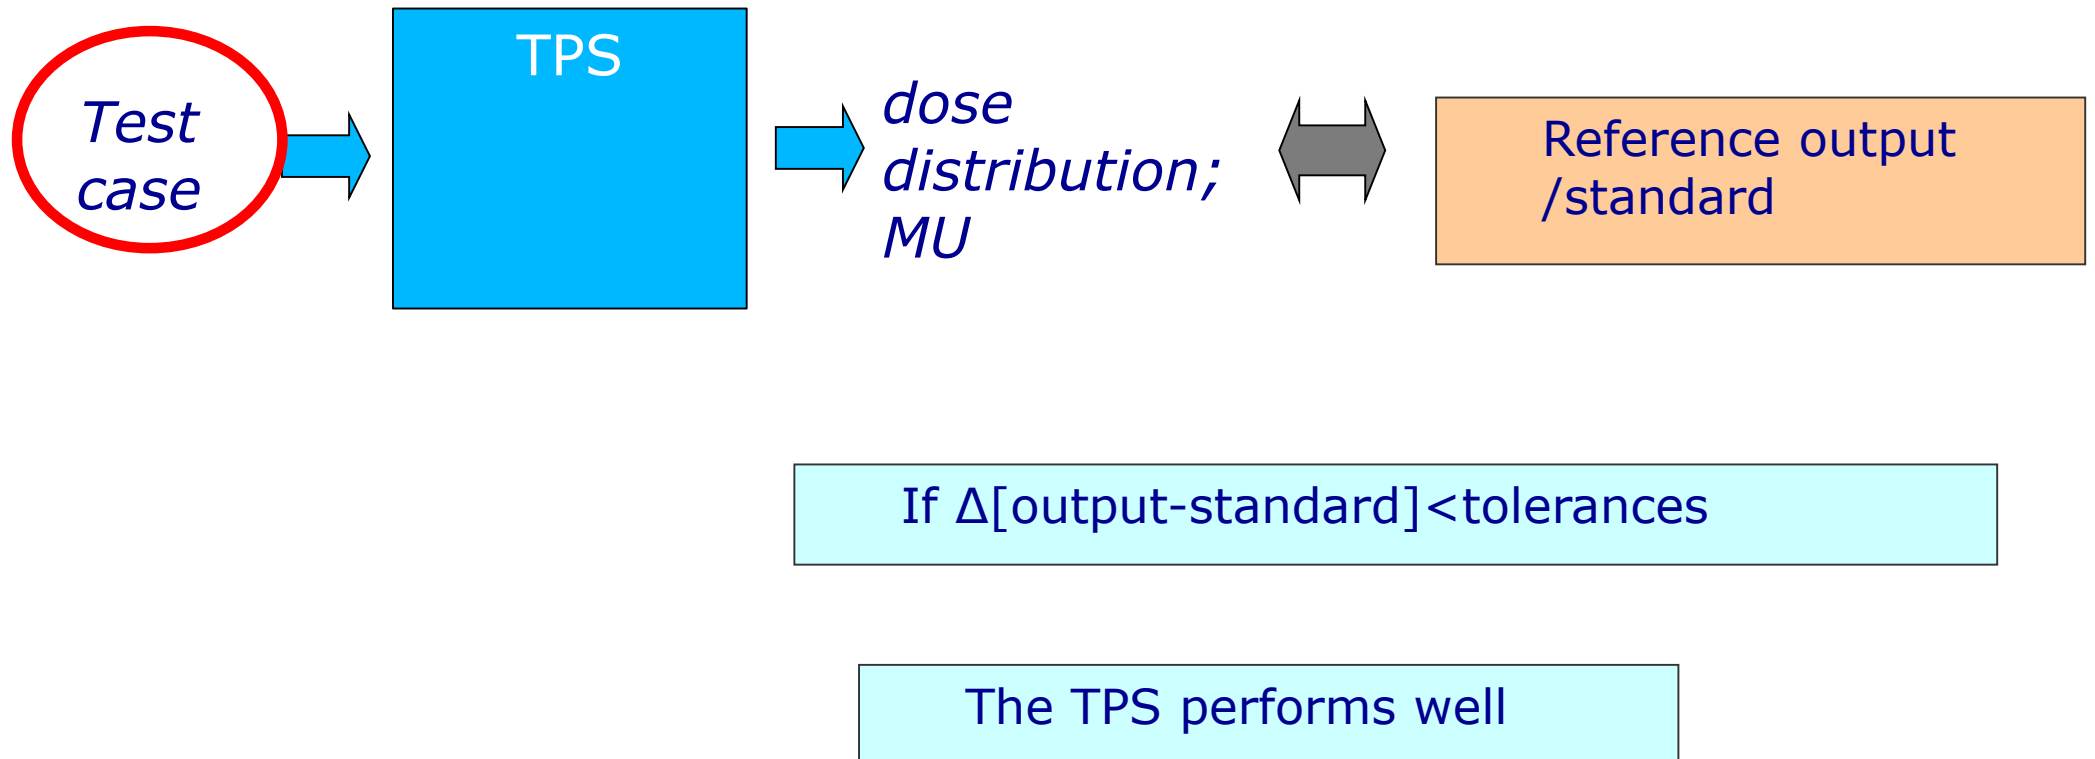 Test
case
TPS
dose
distribution;
MU
Reference output
/standard
If Δ[output-standard]<tolerances
The TPS performs well